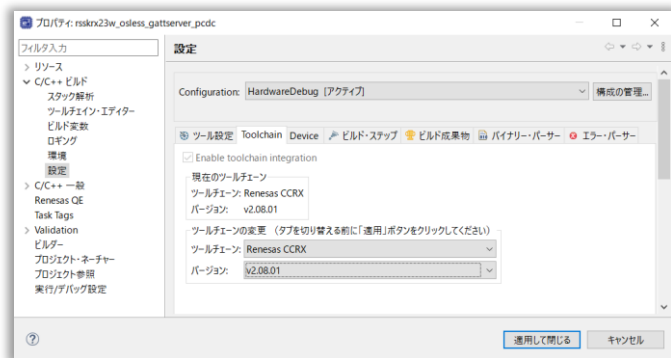 プロパティ: rsskrx23w_osless_gattserver_pcdc
フィルタ入力
設定
リソース
C/C++ ビルド
スタック解析
ツールチェイン・エディター
ビルド変数
ロギング
環境
設定
C/C++ 一般
Renesas QE
Task Tags
Validation
ビルダー
プロジェクト・ネーチャー
プロジェクト参照
実行/デバッグ設定
Configuration: HardwareDebug [アクティブ] 構成の管理...
ツール設定 Toolchain Device ビルド・ステップ ビルド成果物 バイナリー・パーサー エラー・パーサー
Enable toolchain integration
現在のツールチェーン
ツールチェーン: Renesas CCRX
バージョン: v2.08.01
ツールチェーンの変更 (タブを切り替える前に「適用」ボタンをクリックしてください)
ツールチェーン: Renesas CCRX
バージョン: v2.08.01
適用して閉じる キャンセル